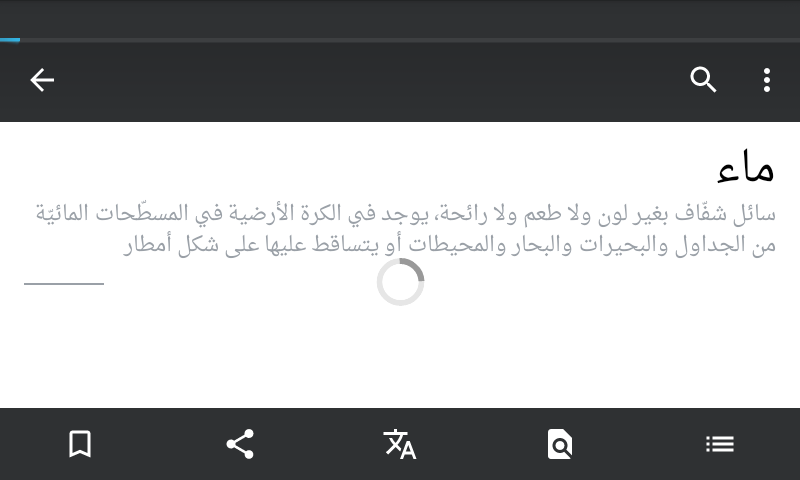 ماء
سائل شفّاف بغير لون ولا طعم ولا رائحة، يوجد في الكرة الأرضية في المسطّحات المائيّة
من الجداول والبحيرات والبحار والمحيطات أو يتساقط عليها على شكل أمطار